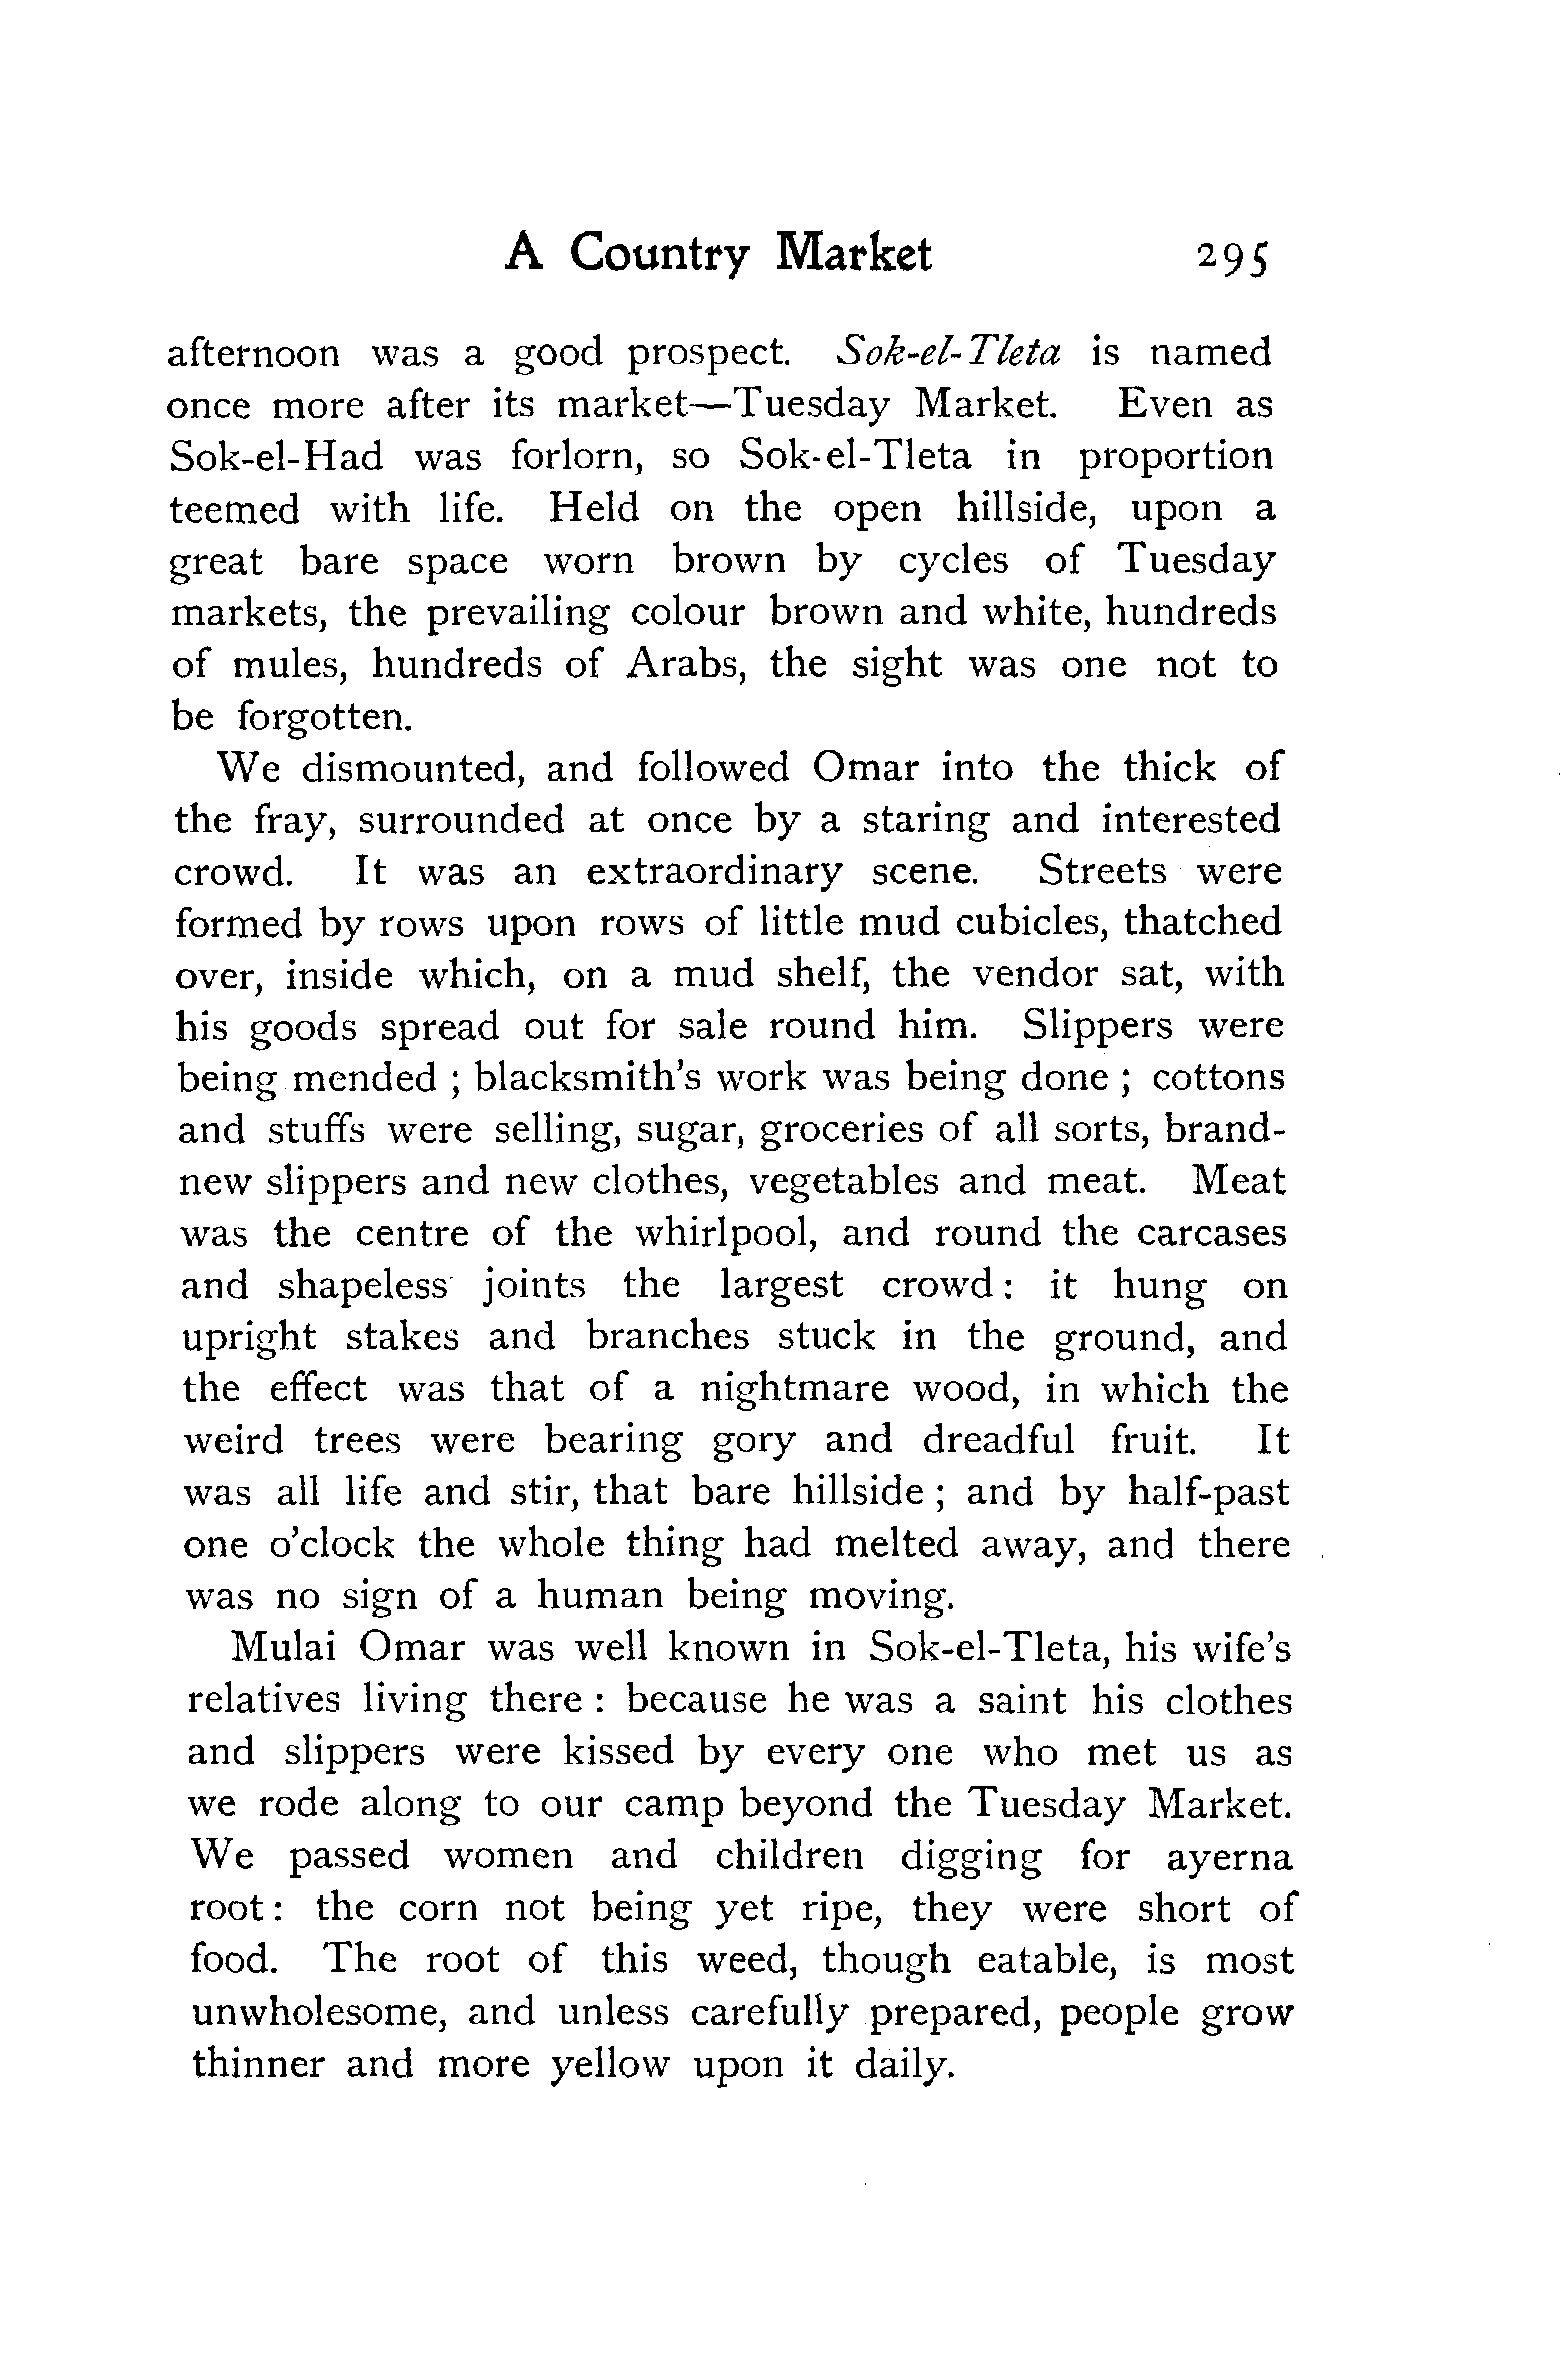 A Country Market 295
afternoon was a good prospect. Sok-el-Tleta is named
once more after its market—Tuesday Market. Even as
Sok-el-Had was forlorn, so Sok-el-Tleta in proportion
teemed with life. Held on the open hillside, upon a
great bare space worn brown by cycles of Tuesday
markets, the prevailing colour brown and white, hundreds
of mules, hundreds of Arabs, the sight was one not to
be forgotten.
We dismounted, and followed Omar into the thick of
the fray, surrounded at once by a staring and interested
crowd. It was an extraordinary scene. Streets were
formed by rows upon rows of little mud cubicles, thatched
over, inside which, on a mud shelf, the vendor sat, with
his goods spread out for sale round him. Slippers were
being mended ; blacksmith's work was being done ; cottons
and stuffs were selling, sugar, groceries of all sorts, brand-
new slippers and new clothes, vegetables and meat. Meat
was the centre of the whirlpool, and round the carcases
and shapeless joints the largest crowd : it hung on
upright stakes and branches stuck in the ground, and
the effect was that of a nightmare wood, in which the
weird trees were bearing gory and dreadful fruit. It
was all life and stir, that bare hillside ; and by half-past
one o'clock the whole thing had melted away, and there
was no sign of a human being moving.
Mulai Omar was well known in Sok-el-Tleta, his wife's
relatives living there : because he was a saint his clothes
and slippers were kissed by every one who met us as
we rode along to our camp beyond the Tuesday Market.
We passed women and children digging for ayerna
root : the corn not being yet ripe, they were short of
food. The root of this weed, though eatable, is most
unwholesome, and unless carefully prepared, people grow
thinner and more yellow upon it daily.